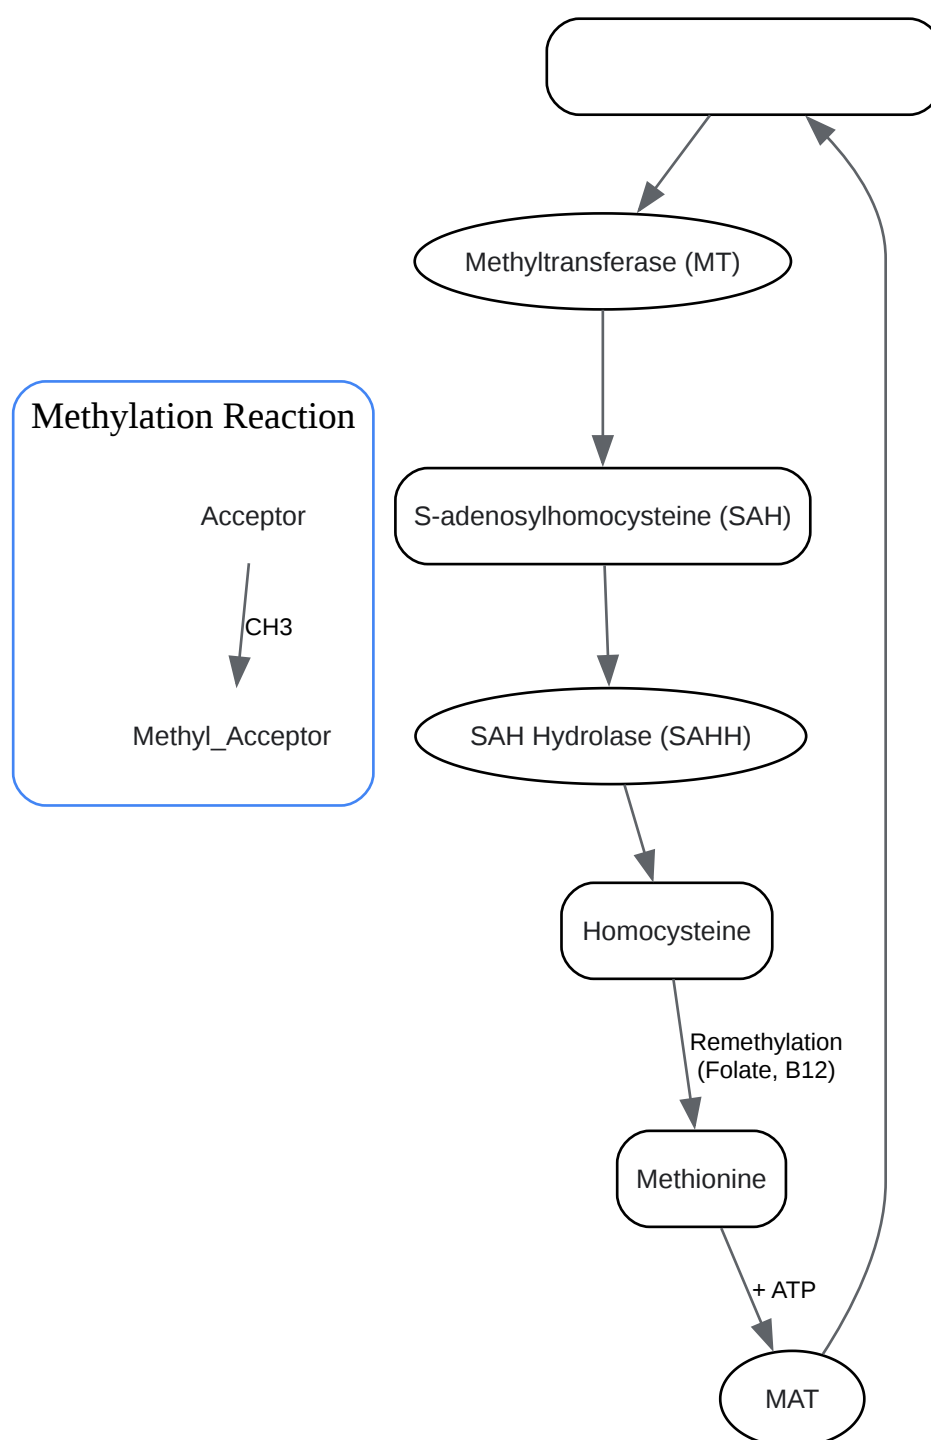 Methyltransferase (MT)
Methylation Reaction
Acceptor
S-adenosylhomocysteine (SAH)
CH3
Methyl_Acceptor
SAH Hydrolase (SAHH)
Homocysteine
Remethylation
(Folate, B12)
Methionine
+ ATP
MAT